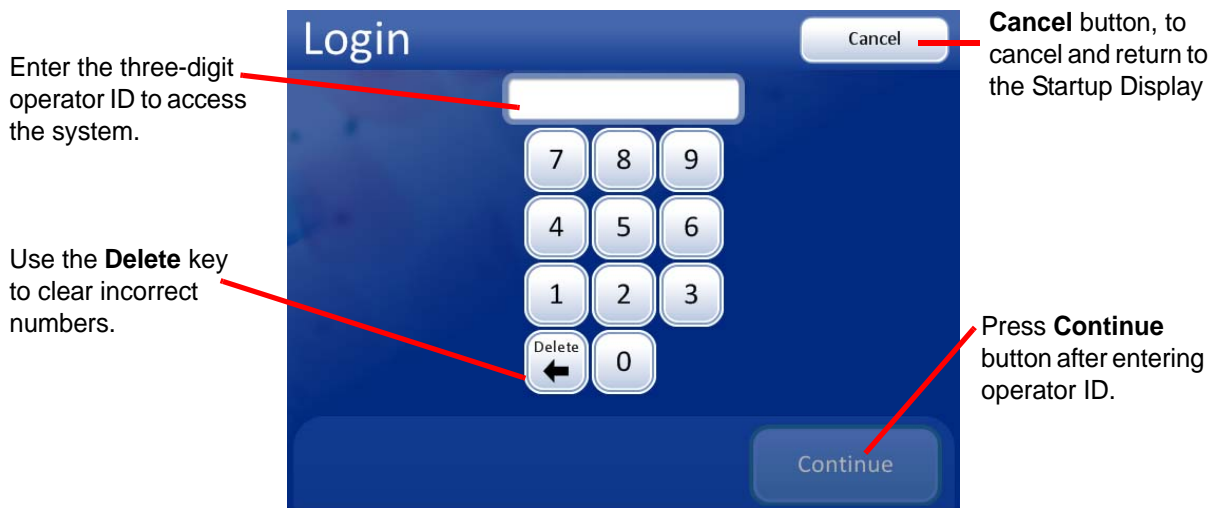 Login
Cancel
Cancel button, to
cancel and return to
the Startup Display
Enter the three-digit
operator ID to access
the system.
7 8 9
4 5 6
Use the Delete key
to clear incorrect
numbers.
1 2 3
Delete
0
Press Continue
button after entering
operator ID.
Continue